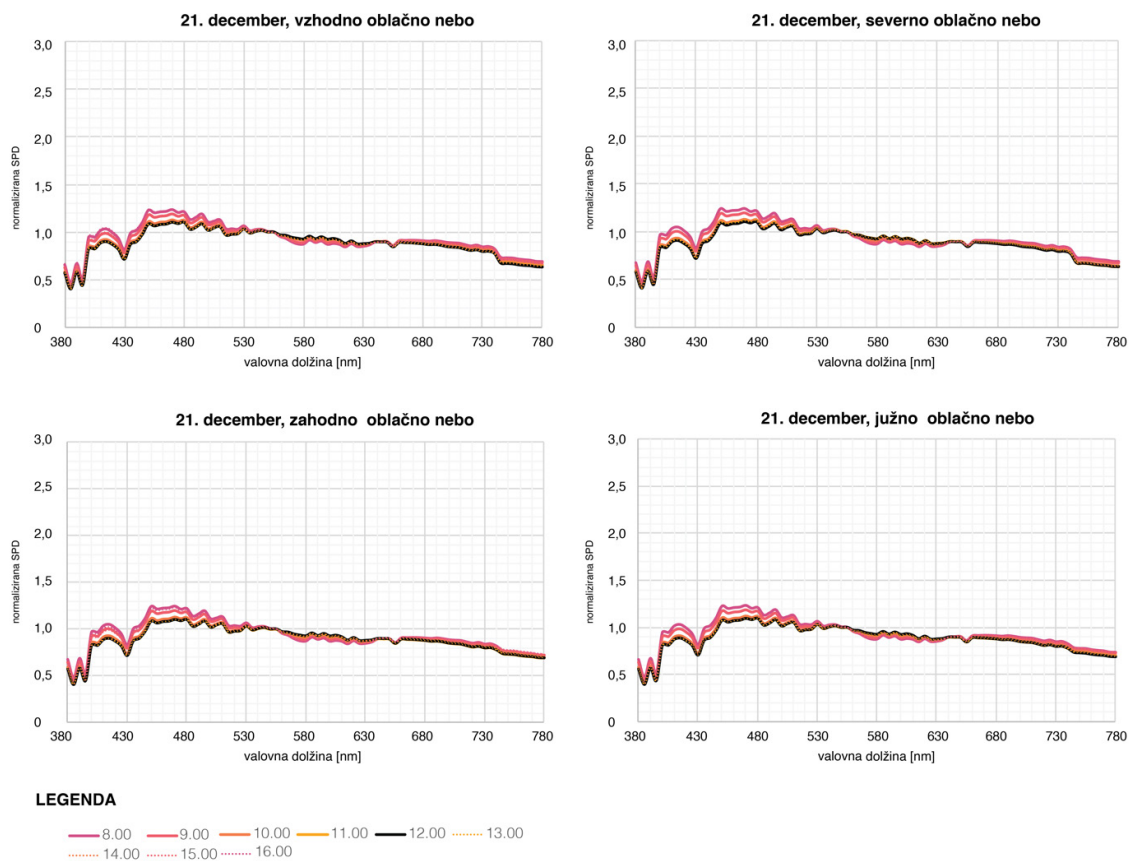 21. december, vzhodno oblačno nebo
3,0
2,5
2,0
1,5
1,0
0,5
0
normalizirana SPD
380 430 480 530 580 630 680 730 780
valovna dolžina [nm]
21. december, severno oblačno nebo
3,0
2,5
2,0
1,5
1,0
0,5
0
normalizirana SPD
380 430 480 530 580 630 680 730 780
valovna dolžina [nm]
21. december, zahodno oblačno nebo
3,0
2,5
2,0
1,5
1,0
0,5
0
normalizirana SPD
380 430 480 530 580 630 680 730 780
valovna dolžina [nm]
21. december, južno oblačno nebo
3,0
2,5
2,0
1,5
1,0
0,5
0
normalizirana SPD
380 430 480 530 580 630 680 730 780
valovna dolžina [nm]
LEGENDA
8.00 9.00 10.00 11.00 12.00 13.00
14.00 15.00 16.00